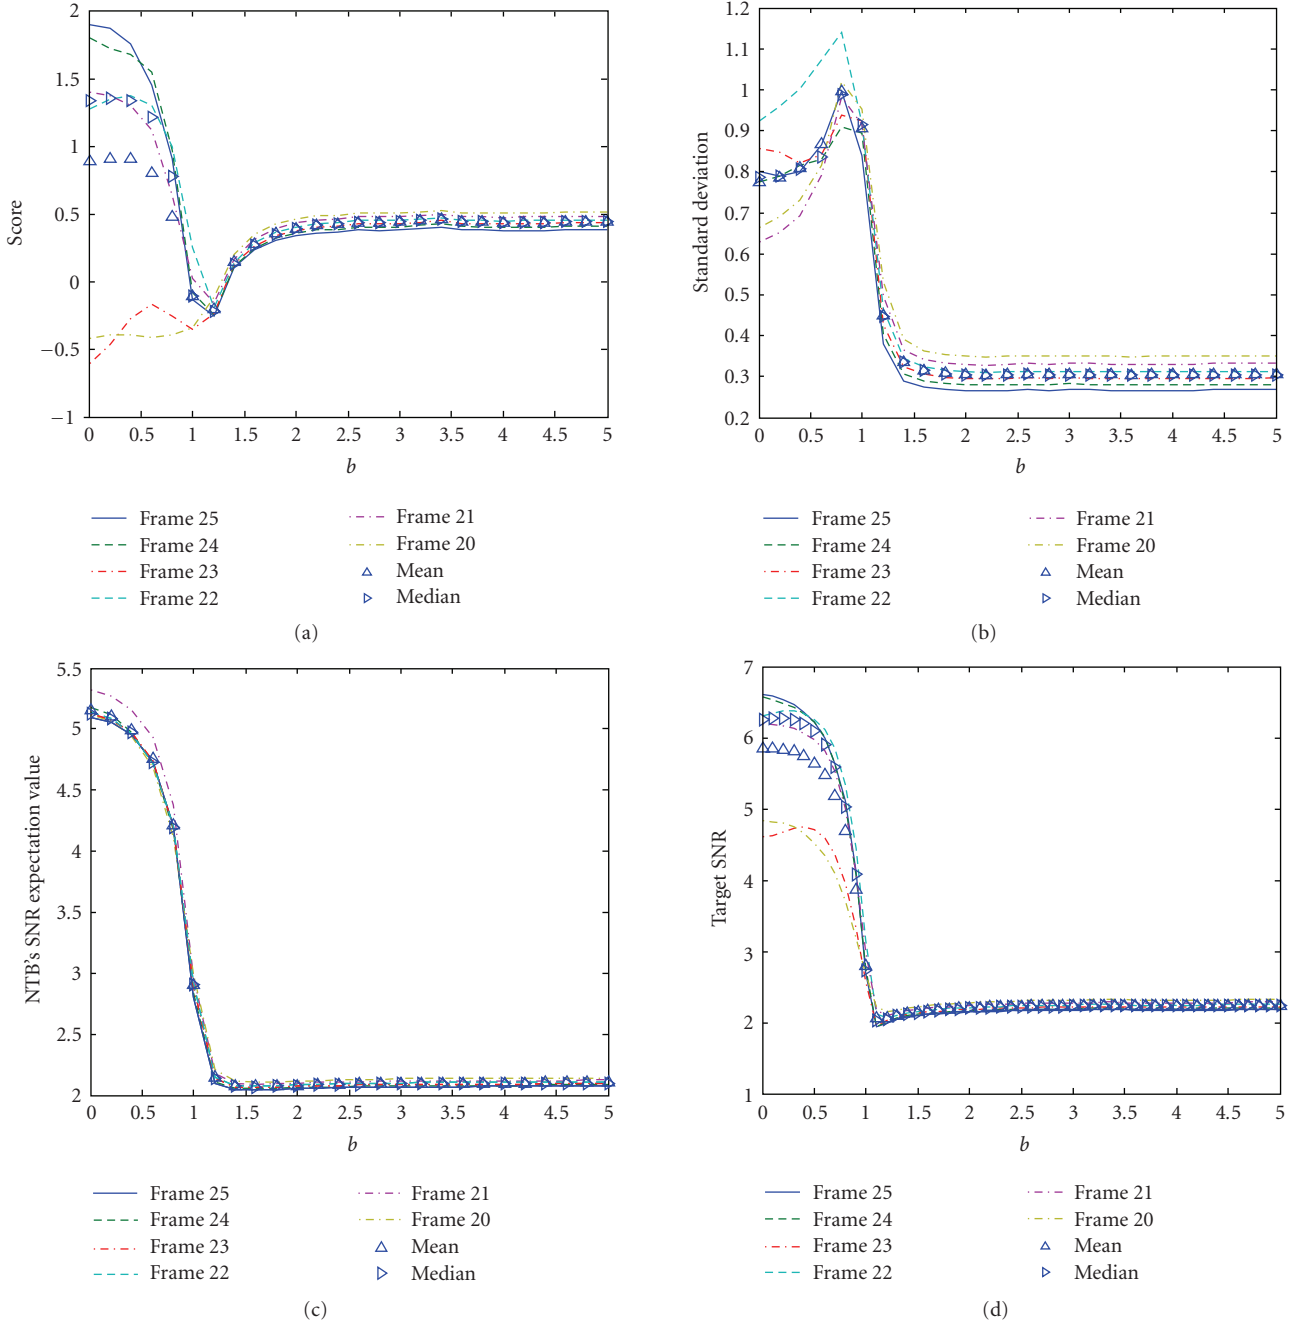 2
1.5
1
0.5
0
−0.5
−1
Score
0 0.5 1 1.5 2 2.5 3 3.5 4 4.5 5
b
Frame 25
Frame 24
Frame 23
Frame 22
Frame 21
Frame 20
Mean
Median
(a)
1.2
1.1
1
0.9
0.8
0.7
0.6
0.5
0.4
0.3
0.2
Standard deviation
0 0.5 1 1.5 2 2.5 3 3.5 4 4.5 5
b
Frame 25
Frame 24
Frame 23
Frame 22
Frame 21
Frame 20
Mean
Median
(b)
5.5
5
4.5
4
3.5
3
2.5
2
NTB's SNR expectation value
0 0.5 1 1.5 2 2.5 3 3.5 4 4.5 5
b
Frame 25
Frame 24
Frame 23
Frame 22
Frame 21
Frame 20
Mean
Median
(c)
7
6
5
4
3
2
1
Target SNR
0 0.5 1 1.5 2 2.5 3 3.5 4 4.5 5
b
Frame 25
Frame 24
Frame 23
Frame 22
Frame 21
Frame 20
Mean
Median
(d)